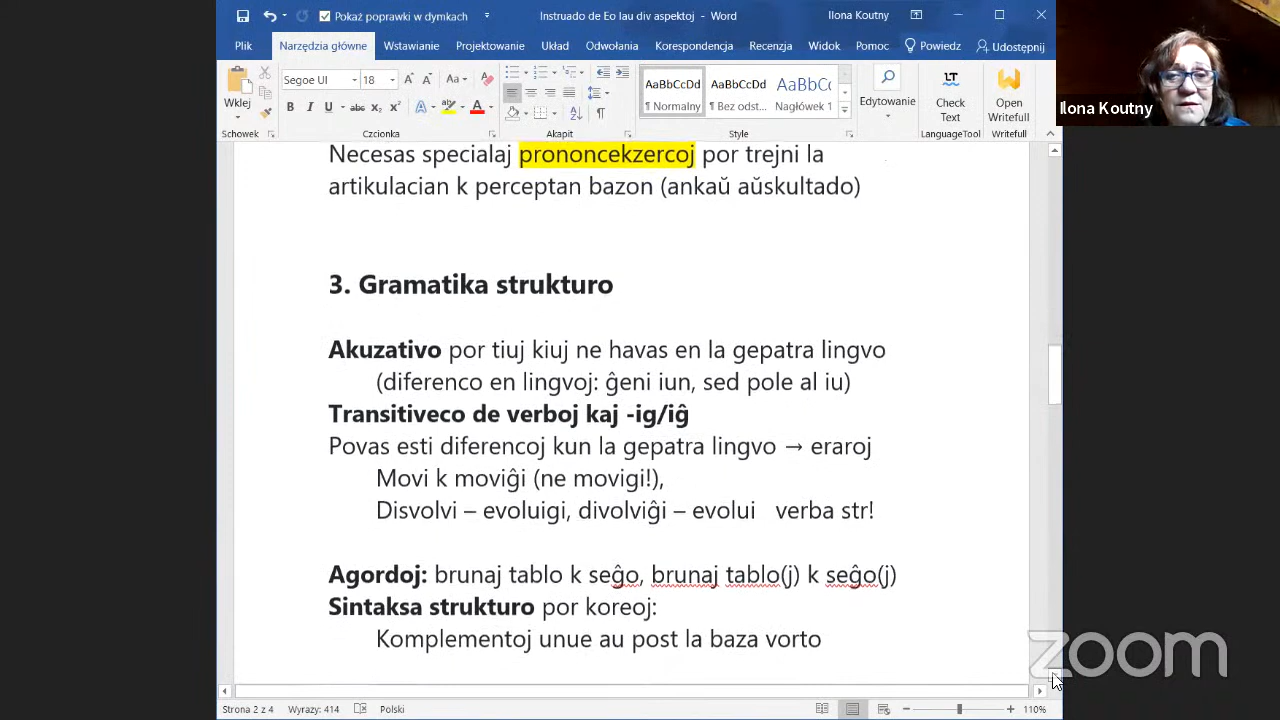 Pokaż poprawki w dymkach
Instruado de Eo lau div aspektoj - Word
Ilona Koutny
Plik
Narzędzia główne
Wstawianie
Projektowanie
Układ
Odwołania
Korespondencja
Recenzja
Widok
Pomoc
Powiedz
Udostępnij
Wklej
Segoe UI
18
AaBbCcDd
AaBbCcDd
AaBbCc
¶ Normalny
¶ Bez odst...
Nagłówek 1
Edytowanie
Check
Text
Open
Writefull
Schowek
Czcionka
Akapit
Style
LanguageTool
Writefull
Ilona Koutny
Necesas specialaj prononcekzercoj por trejni la
artikulacian k perceptan bazon (ankaŭ aŭskultado)
3. Gramatika strukturo
Akuzativo por tiuj kiuj ne havas en la gepatra lingvo
(diferenco en lingvoj: ĝeni iun, sed pole al iu)
Transitiveco de verboj kaj -ig/iĝ
Povas esti diferencoj kun la gepatra lingvo → eraroj
Movi k moviĝi (ne movigi!),
Disvolvi – evoluigi, divolviĝi – evolui verba str!
Agordoj: brunaj tablo k seĝo, brunaj tablo(j) k seĝo(j)
Sintaksa strukturo por koreoj:
Komplementoj unue au post la baza vorto
zoom
Strona 2 z 4
Wyrazy: 414
Polski
110%